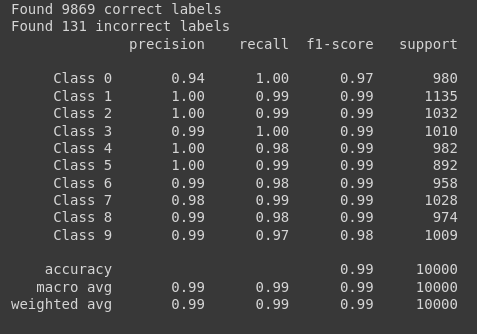 Found 9869 correct labels
Found 131 incorrect labels
precision recall f1-score support
Class 0 0.94 1.00 0.97 980
Class 1 1.00 0.99 0.99 1135
Class 2 1.00 0.99 0.99 1032
Class 3 0.99 1.00 0.99 1010
Class 4 1.00 0.98 0.99 982
Class 5 1.00 0.99 0.99 892
Class 6 0.99 0.98 0.99 958
Class 7 0.98 0.99 0.99 1028
Class 8 0.99 0.98 0.99 974
Class 9 0.99 0.97 0.98 1009
accuracy 0.99 10000
macro avg 0.99 0.99 0.99 10000
weighted avg 0.99 0.99 0.99 10000